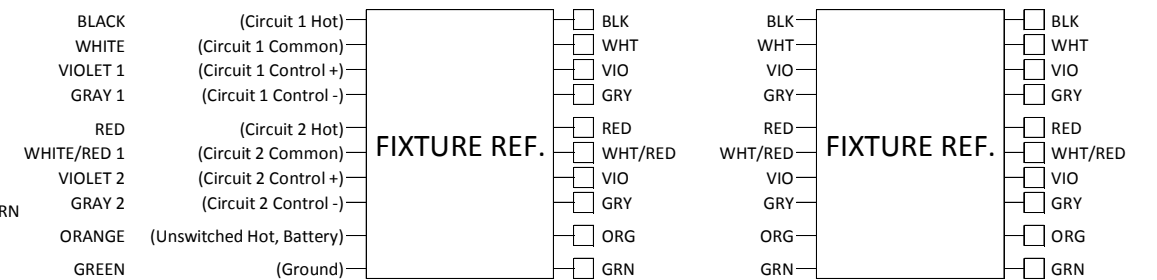 BLACK (Circuit 1 Hot) BLK BLK BLK
WHITE (Circuit 1 Common) WHT WHT WHT
VIOLET 1 (Circuit 1 Control +) VIO VIO VIO
GRAY 1 (Circuit 1 Control -) GRY GRY GRY
RED (Circuit 2 Hot) RED RED RED
WHITE/RED 1 (Circuit 2 Common) FIXTURE REF. WHT/RED WHT/RED FIXTURE REF. WHT/RED
VIOLET 2 (Circuit 2 Control +) VIO VIO VIO
GRAY 2 (Circuit 2 Control -) GRY GRY GRY
RN
ORANGE (Unswitched Hot, Battery) ORG ORG ORG
GREEN (Ground) GRN GRN GRN